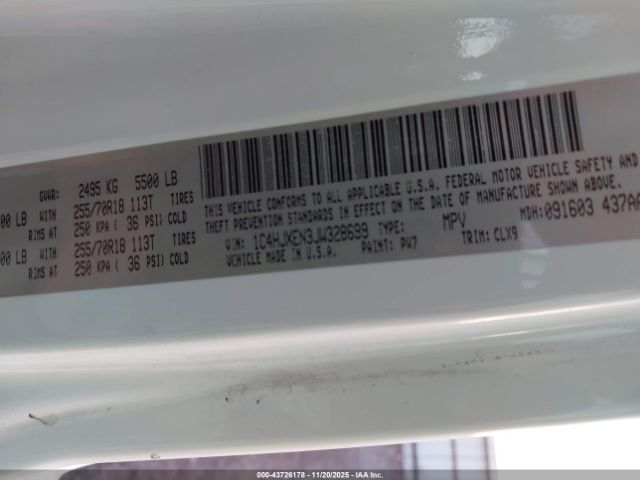 GVWR: 2495 KG 5500 LB
00 LB WITH 255/70R18 113T TIRES
RIMS AT 250 KPA ( 36 PSI) COLD
00 LB WITH 255/70R18 113T TIRES
RIMS AT 250 KPA ( 36 PSI) COLD
THIS VEHICLE CONFORMS TO ALL APPLICABLE U.S.A. FEDERAL MOTOR VEHICLE SAFETY AND
THEFT PREVENTION STANDARDS IN EFFECT ON THE DATE OF MANUFACTURE SHOWN ABOVE.
VIN: 1C4HJXEN3JW328699 TYPE: MPV MDH:091603 437AA
VEHICLE MADE IN U.S.A. PAINT: PW7 TRIM: CLX9
000-43726178 — 11/20/2025 — IAA Inc.